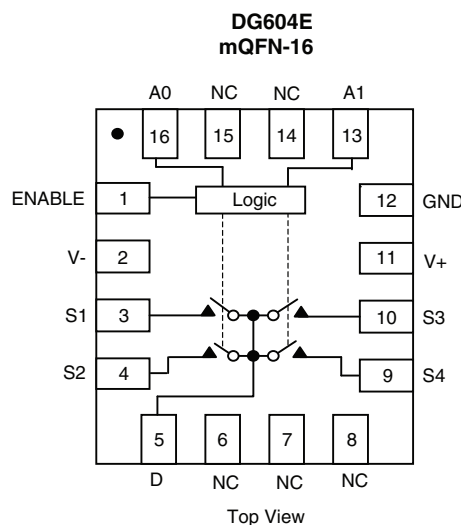 DG604E
mQFN-16
A0 NC NC A1
16 15 14 13
ENABLE 1 Logic 12 GND
V- 2 11 V+
S1 3 10 S3
S2 4 9 S4
5 6 7 8
D NC NC NC
Top View